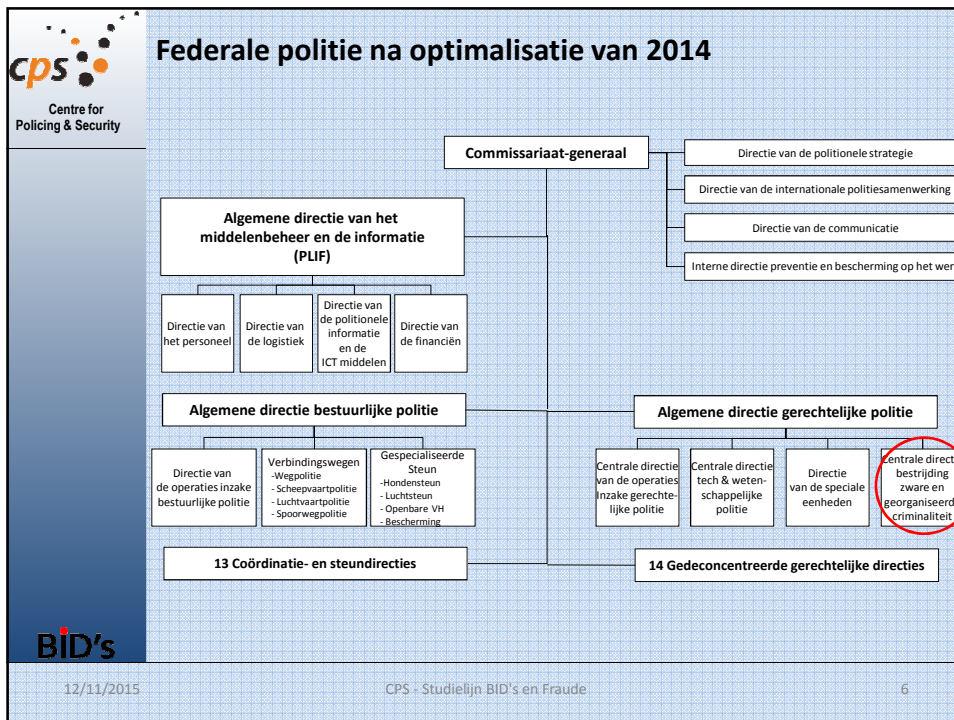 cps
Centre for
Policing & Security
Federale politie na optimalisatie van 2014
Commissariaat-generaal
Directie van de politionele strategie
Directie van de internationale politiesamenwerking
Directie van de communicatie
Interne directie preventie en bescherming op het wer
Algemene directie van het
middelenbeheer en de informatie
(PLIF)
Directie van
het personeel
Directie van
de logistiek
Directie van
de politionele
informatie
en de
ICT middelen
Directie van
de financiën
Algemene directie bestuurlijke politie
Algemene directie gerechtelijke politie
Directie van
de operaties inzake
bestuurlijke politie
Verbindingswegen
-Wegpolitie
- Scheepvaartpolitie
- Luchtvaartpolitie
- Spoorwegpolitie
Gespecialiseerde
Steun
-Hondensteun
- Luchtsteun
- Openbare VH
- Bescherming
Centrale directie
van de operaties
Inzake gerechte-
lijke politie
Centrale directie
tech & weten-
schappelijke
politie
Directie
van de speciale
eenheden
Centrale directi
bestrijding
zware en
georganiseerd
criminaliteit
13 Coördinatie- en steundirecties
14 Gedeconcentreerde gerechtelijke directies
BiD's
12/11/2015
CPS - Studielijn BID's en Fraude
6